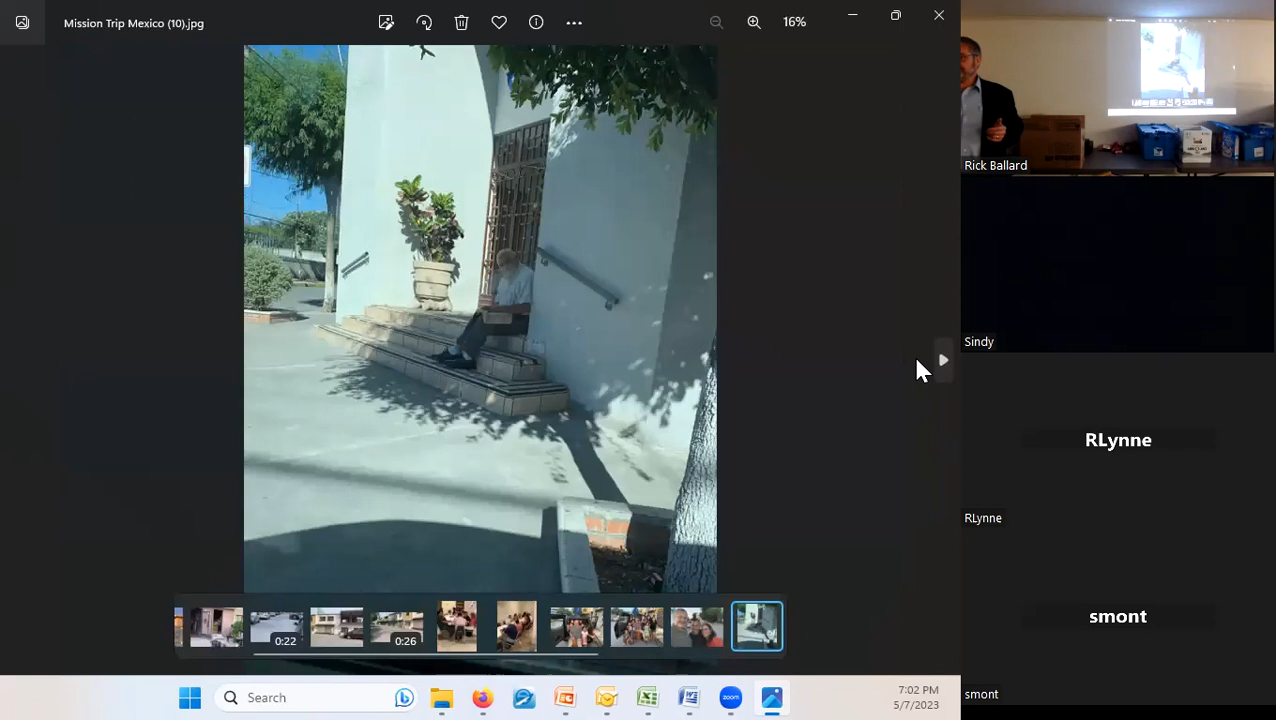 Mission Trip Mexico (10).jpg
16%
Rick Ballard
Sindy
RLynne
RLynne
smont
smont
0:22
0:26
Search
zoom
7:02 PM
5/7/2023